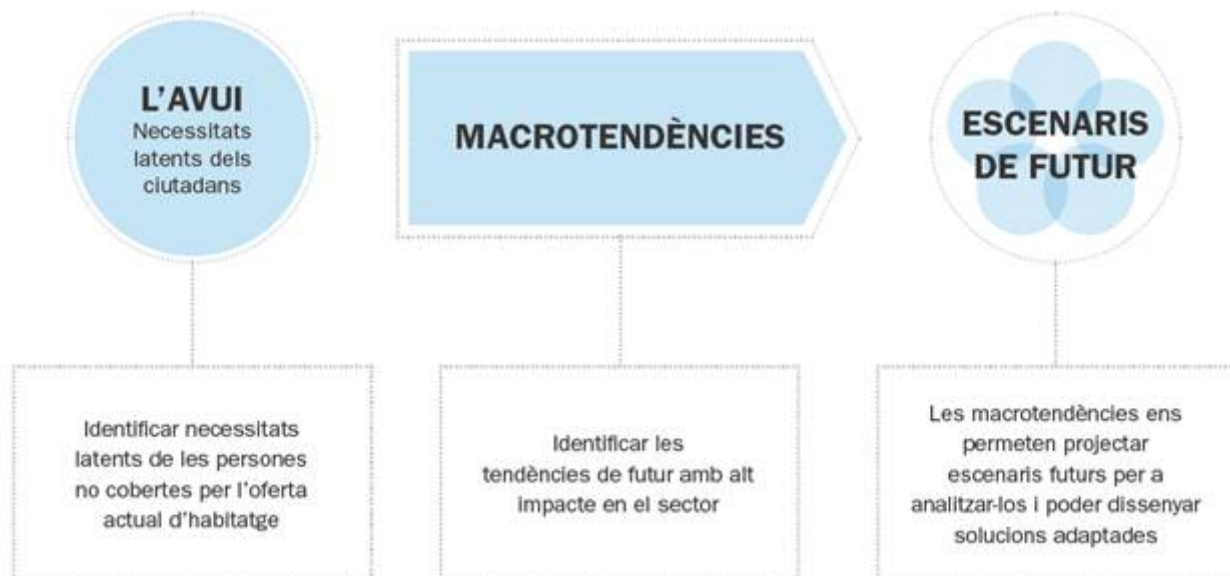 L'AVUI
Necessitats
latents dels
ciutadans
MACROTENDÈNCIES
ESCENARIS
DE FUTUR
Identificar necessitats
latents de les persones
no cobertes per l'oferta
actual d'habitatge
Identificar les
tendències de futur amb alt
impacte en el sector
Les macrotendències ens
permeten projectar
escenaris futurs per a
analitzar-los i poder dissenyar
solucions adaptades